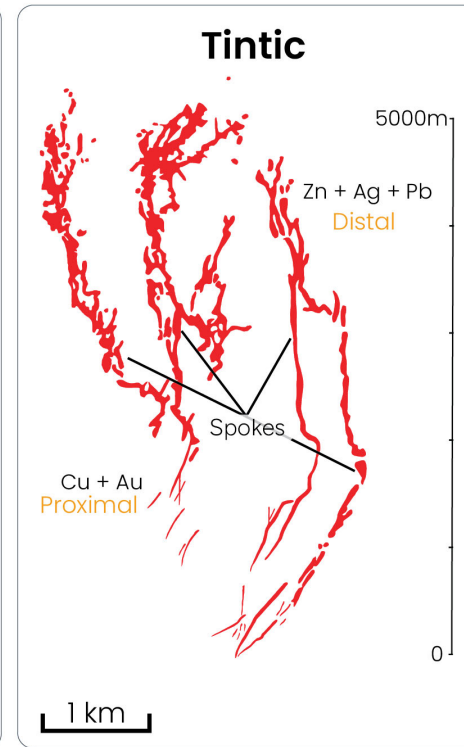 Tintic
5000m
Zn + Ag + Pb
Distal
Spokes
Cu + Au
Proximal
0
1 km